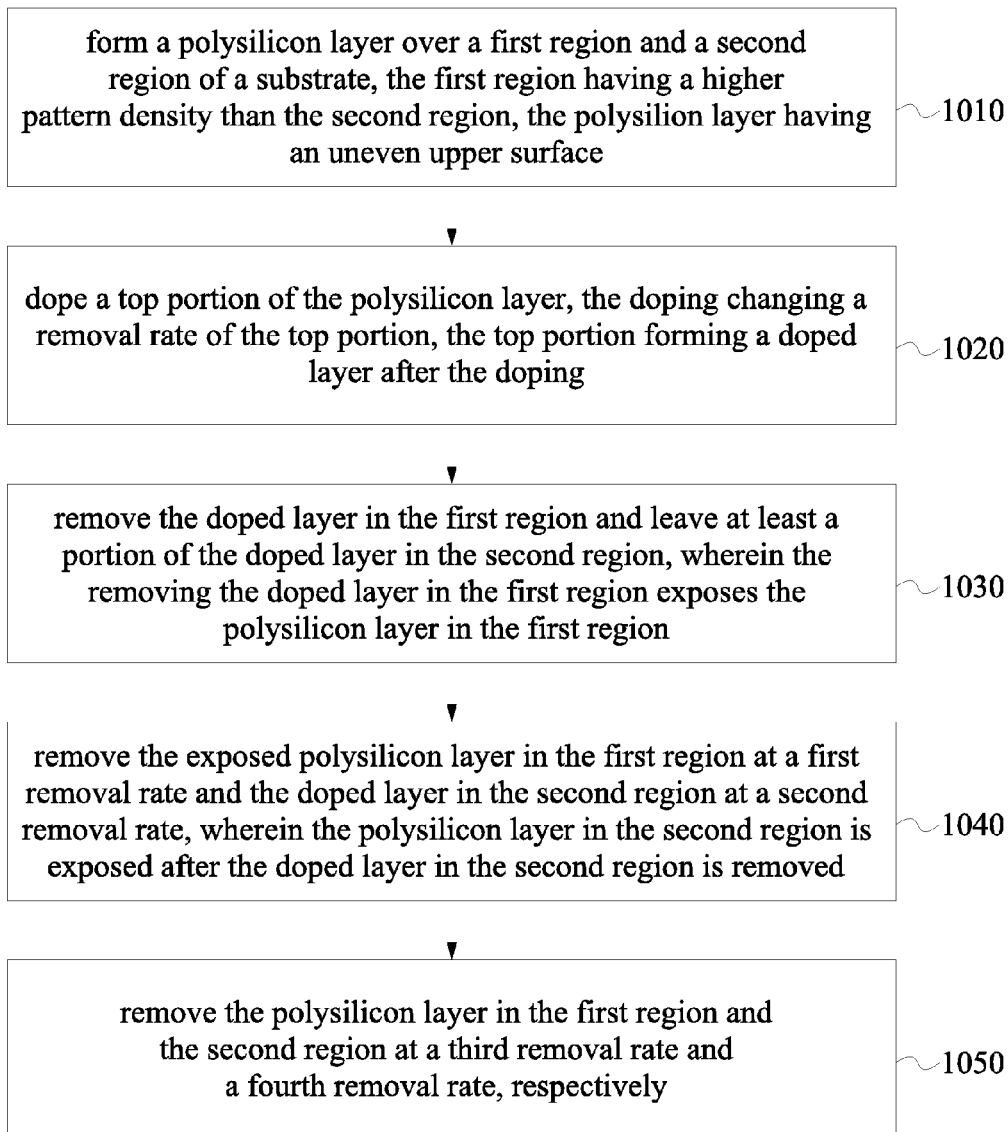 form a polysilicon layer over a first region and a second
region of a substrate, the first region having a higher
pattern density than the second region, the polysilion layer having
an uneven upper surface
1010
dope a top portion of the polysilicon layer, the doping changing a
removal rate of the top portion, the top portion forming a doped
layer after the doping
1020
remove the doped layer in the first region and leave at least a
portion of the doped layer in the second region, wherein the
removing the doped layer in the first region exposes the
polysilicon layer in the first region
1030
remove the exposed polysilicon layer in the first region at a first
removal rate and the doped layer in the second region at a second
removal rate, wherein the polysilicon layer in the second region is
exposed after the doped layer in the second region is removed
1040
remove the polysilicon layer in the first region and
the second region at a third removal rate and
a fourth removal rate, respectively
1050